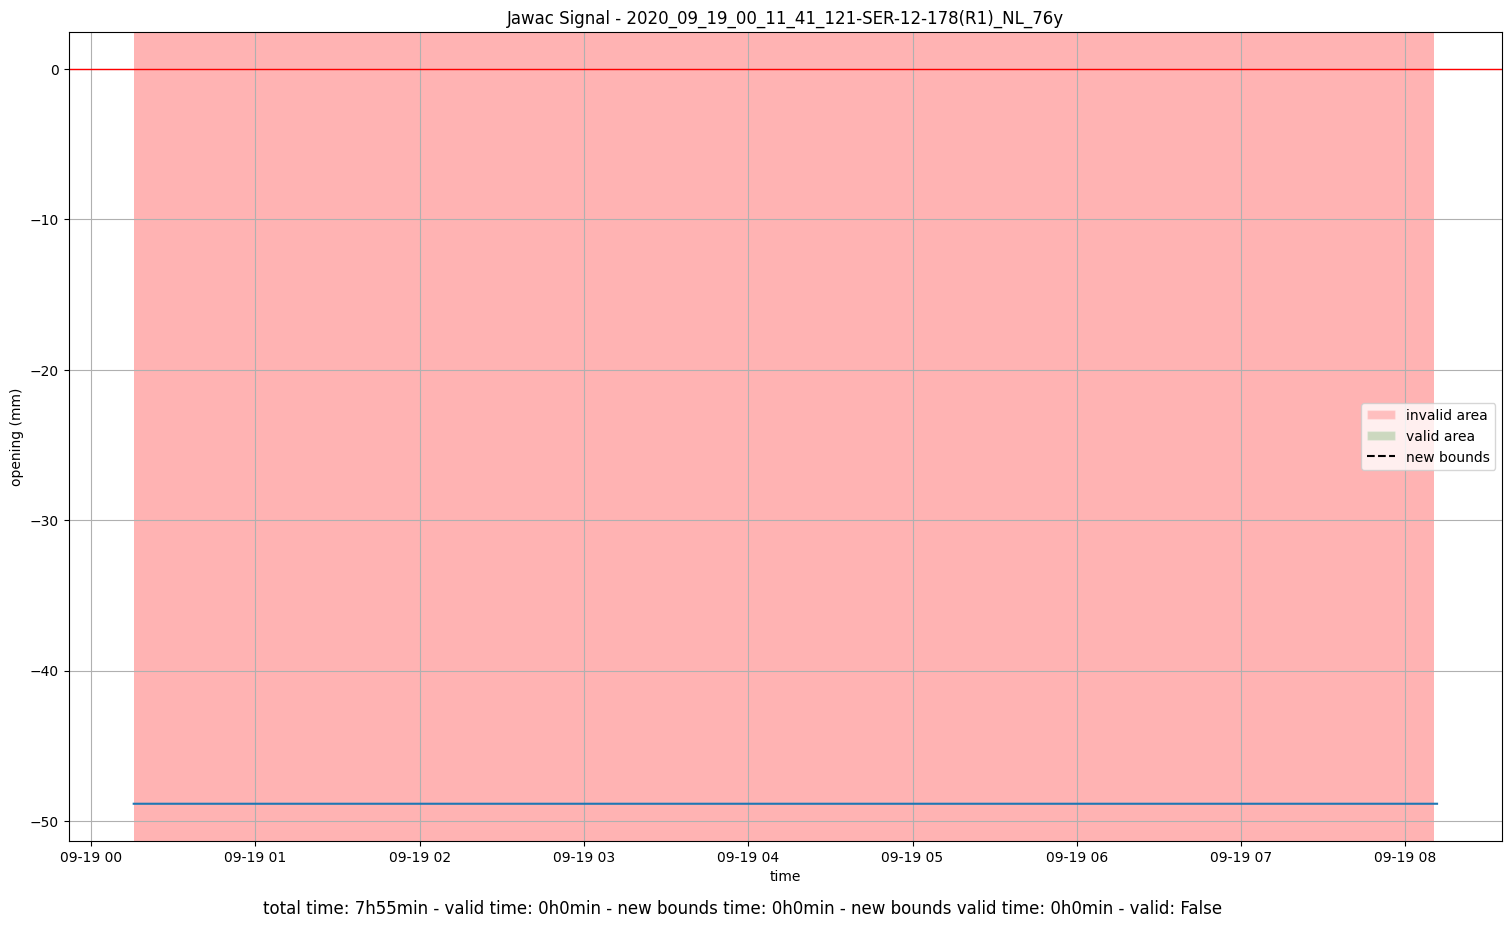 Jawac Signal - 2020_09_19_00_11_41_121-SER-12-178(R1)_NL_76y
0
−10
−20
−30
−40
−50
opening (mm)
invalid area
valid area
new bounds
09-19 00
09-19 01
09-19 02
09-19 03
09-19 04
09-19 05
09-19 06
09-19 07
09-19 08
time
total time: 7h55min - valid time: 0h0min - new bounds time: 0h0min - new bounds valid time: 0h0min - valid: False